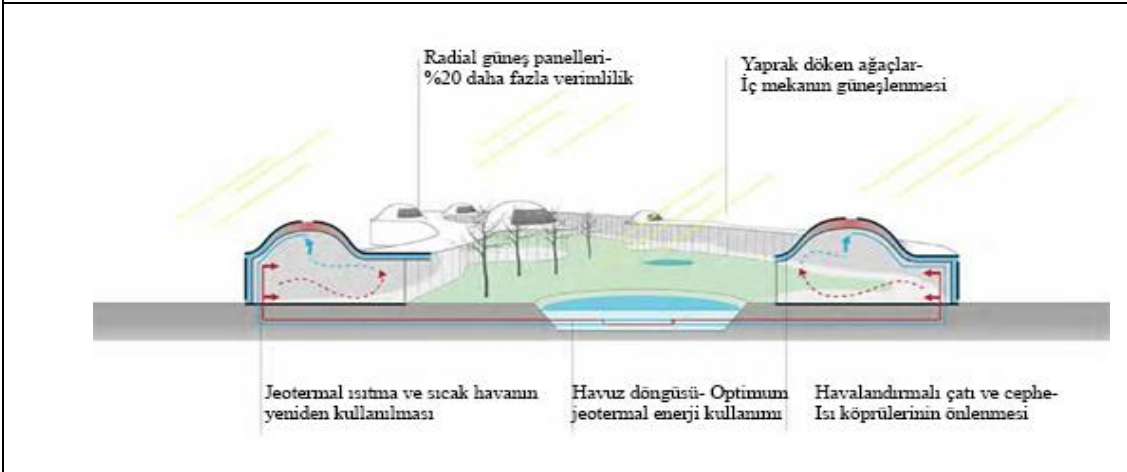 Radial güneş panelleri-
%20 daha fazla verimlilik
Yaprak döken ağaçlar-
İç mekanın güneşlenmesi
Jeotermal ısıtma ve sıcak havanın
yeniden kullanılması
Havuz döngüsü- Optimum
jeotermal enerji kullanımı
Havalandırmalı çatı ve cephe-
Isı köprülerinin önlenmesi